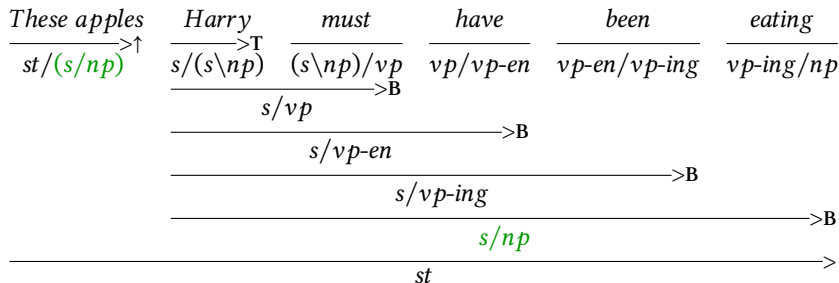 These apples Harry must have been eating
>↑ >T
st/(s/np) s/(s\np) (s\np)/vp vp/vp-en vp-en/vp-ing vp-ing/np
>B
s/vp
>B
s/vp-en
>B
s/vp-ing
>B
s/np
>
st